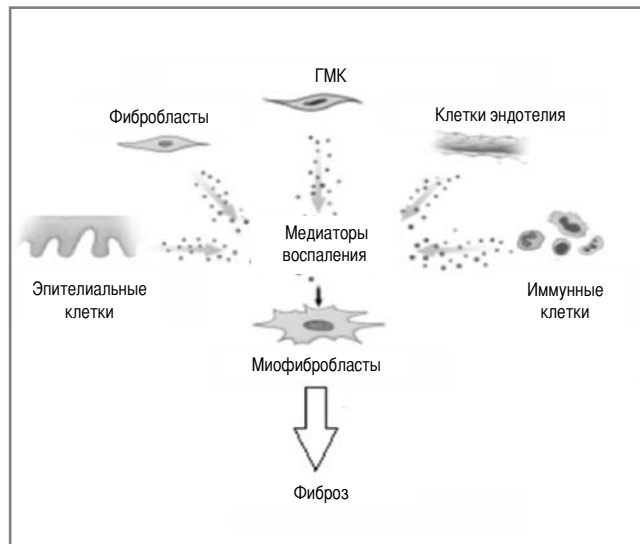 ГМК
Фибробласты
Клетки эндотелия
Медиаторы
воспаления
Эпителиальные
клетки
Иммунные
клетки
Миофибробласты
Фиброз